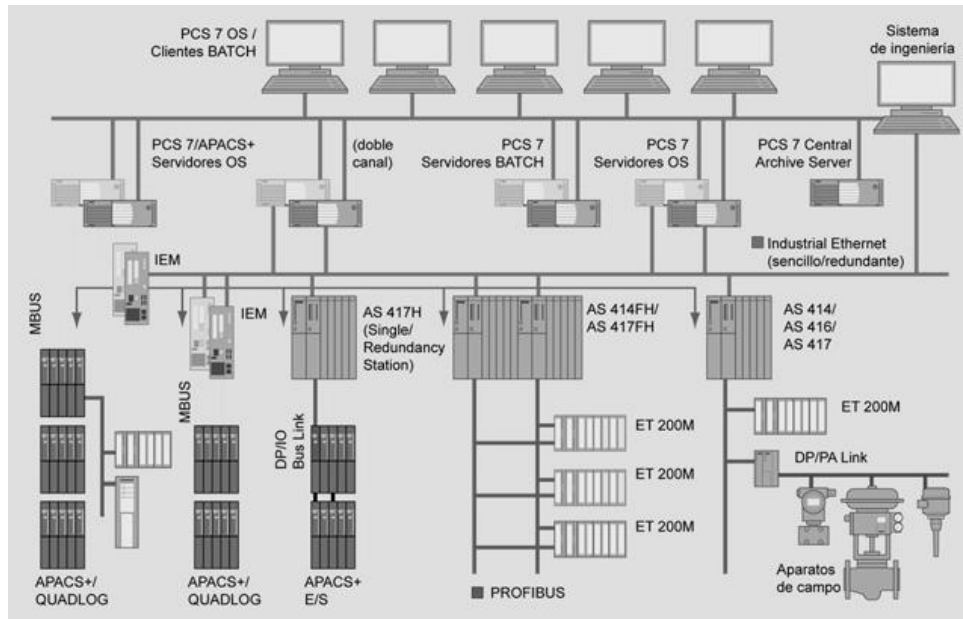 PCS 7 OS /
Clientes BATCH
Sistema
de ingeniería
PCS 7/APACS+
Servidores OS
(doble
canal)
PCS 7
Servidores BATCH
PCS 7
Servidores OS
PCS 7 Central
Archive Server
Industrial Ethernet
(sencillo/redundante)
IEM
MBUS
IEM
MBUS
AS 417H
(Single/
Redundancy
Station)
AS 414FH/
AS 417FH
AS 414/
AS 416/
AS 417
DP/IO
Bus Link
ET 200M
ET 200M
ET 200M
ET 200M
DP/PA Link
Aparatos
de campo
APACS+/
QUADLOG
APACS+/
QUADLOG
APACS+
E/S
PROFIBUS